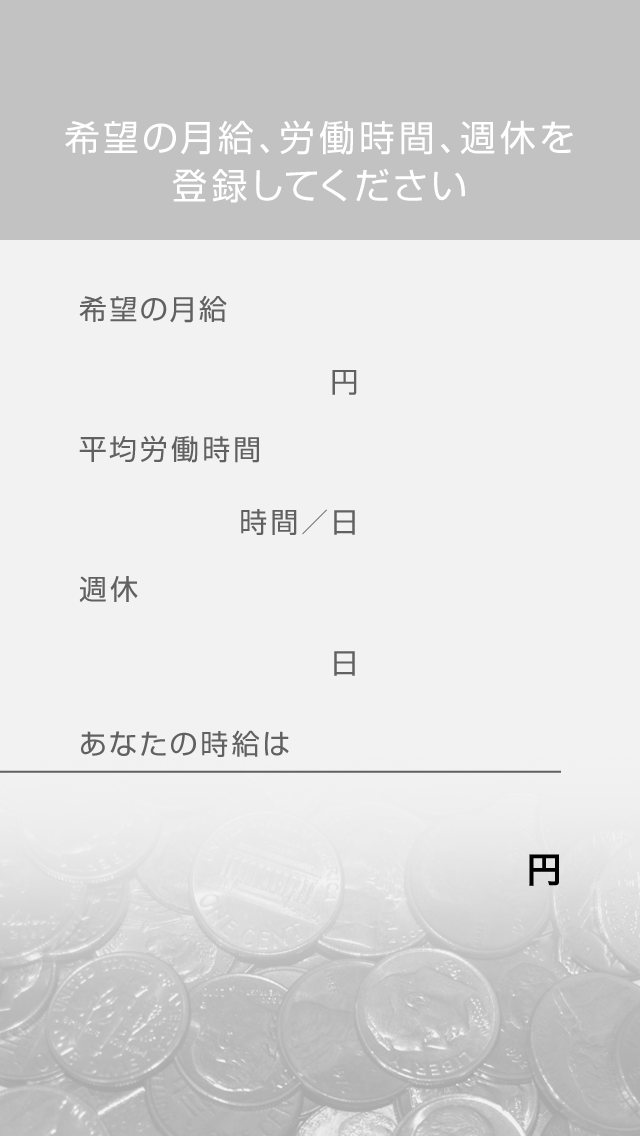 希望の月給、労働時間、週休を
登録してください
希望の月給
円
平均労働時間
時間／日
週休
日
あなたの時給は
円